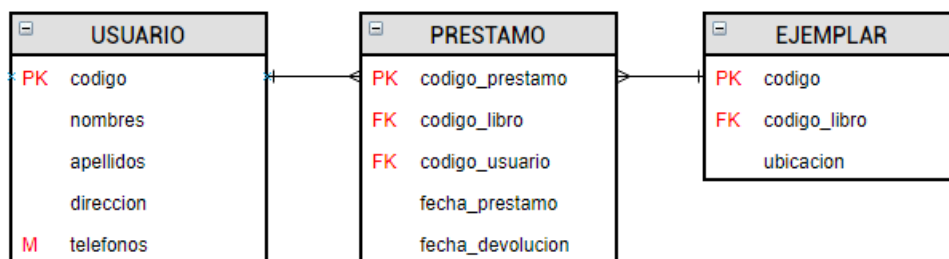 USUARIO
PK codigo
nombres
apellidos
direccion
M telefonos
PRESTAMO
PK codigo_prestamo
FK codigo_libro
FK codigo_usuario
fecha_prestamo
fecha_devolucion
EJEMPLAR
PK codigo
FK codigo_libro
ubicacion